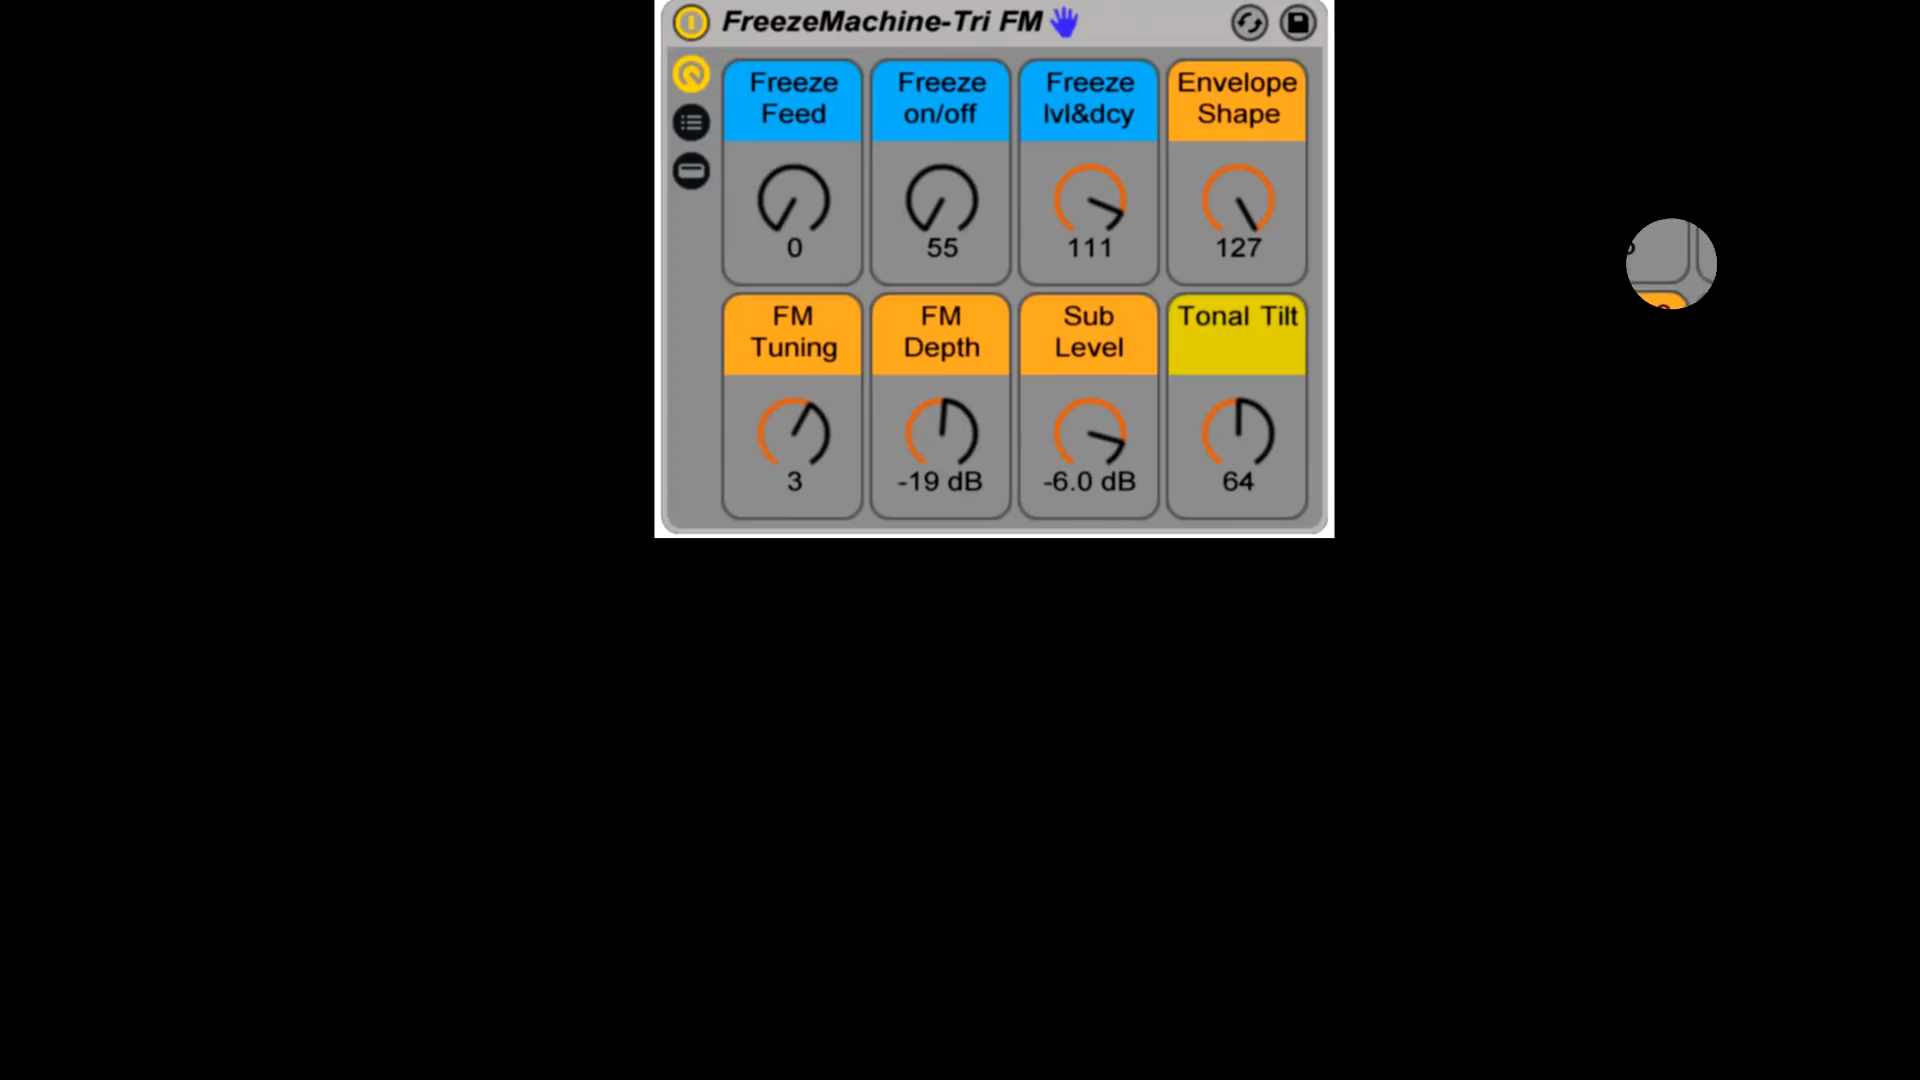 FreezeMachine-Tri FM
Freeze Feed
Freeze on/off
Freeze lvl&dcy
Envelope Shape
0
55
111
127
FM Tuning
FM Depth
Sub Level
Tonal Tilt
3
-19 dB
-6.0 dB
64